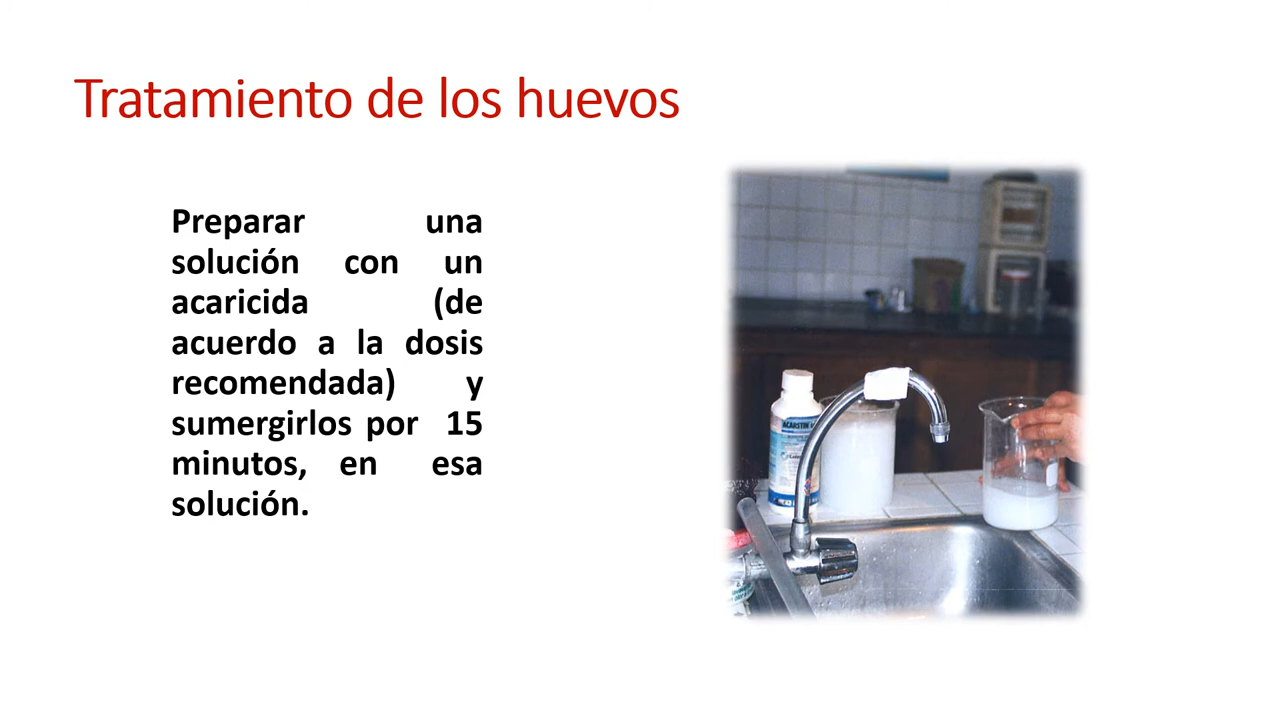 Tratamiento de los huevos
Preparar una
solución con un
acaricida (de
acuerdo a la dosis
recomendada) y
sumergirlos por 15
minutos, en esa
solución.